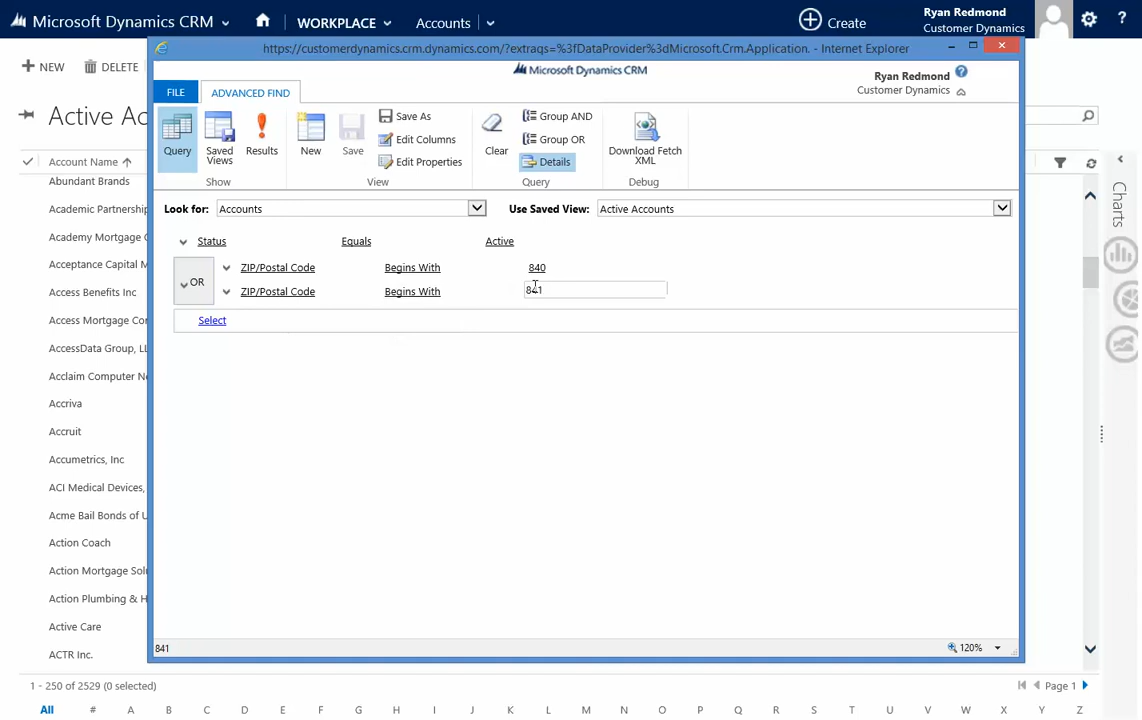 Microsoft Dynamics CRM
WORKPLACE
Accounts
Create
Ryan Redmond
Customer Dynamics
?
NEW
DELETE
https://customerdynamics.crm.dynamics.com/?extraqs=%3fDataProvider%3dMicrosoft.Crm.Application. - Internet Explorer
Microsoft Dynamics CRM
Ryan Redmond
Customer Dynamics
FILE
ADVANCED FIND
Query
Saved Views
Results
New
Save
Save As
Edit Columns
Edit Properties
Clear
Group AND
Group OR
Details
Download Fetch XML
Show
View
Query
Debug
Look for:
Accounts
Use Saved View:
Active Accounts
Status
Equals
Active
OR
ZIP/Postal Code
Begins With
840
ZIP/Postal Code
Begins With
841
Select
841
120%
Active Ac
Account Name
Abundant Brands
Academic Partnership
Academy Mortgage C
Acceptance Capital M
Access Benefits Inc
Access Mortgage Cor
AccessData Group, LL
Acclaim Computer Ne
Accriva
Accruit
Accumetrics, Inc
ACI Medical Devices,
Acme Bail Bonds of U
Action Coach
Action Mortgage Solu
Action Plumbing & H
Active Care
ACTR Inc.
Charts
1 - 250 of 2529 (0 selected)
Page 1
All # A B C D E F G H I J K L M N O P Q R S T U V W X Y Z